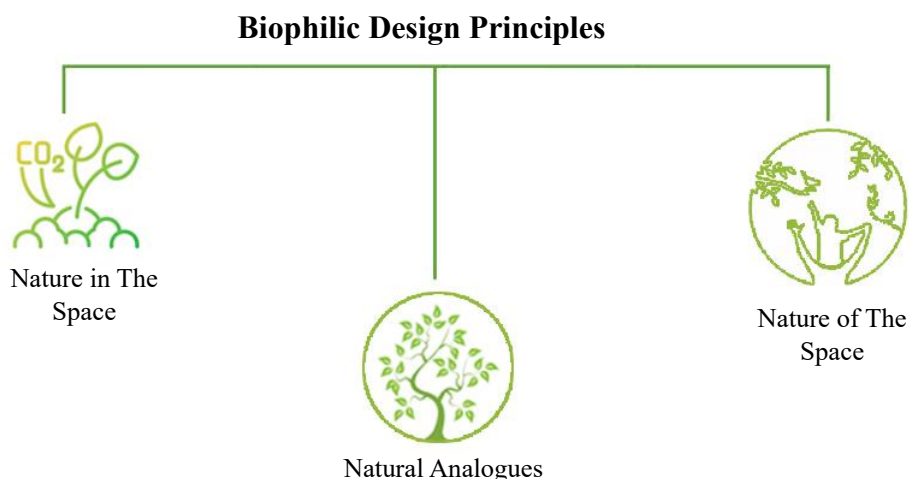 Biophilic Design Principles
CO₂
Nature in The
Space
Nature of The
Space
Natural Analogues